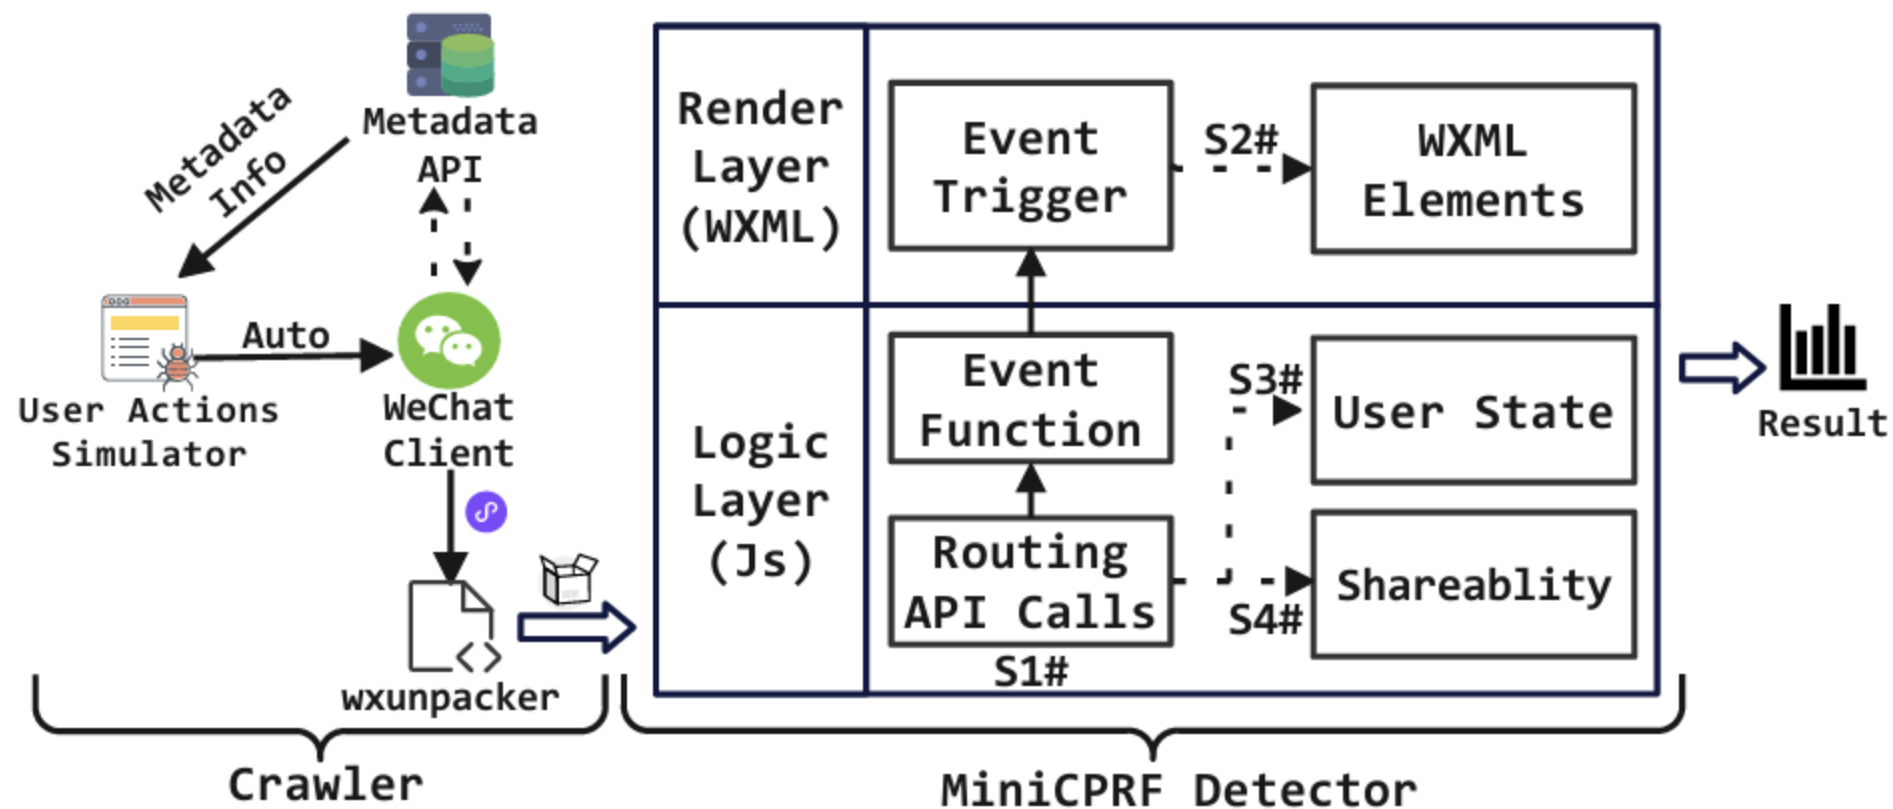 Metadata
API
Metadata
Info
Auto
User Actions
Simulator
WeChat
Client
wxunpacker
Crawler
Render
Layer
(WXML)
Event
Trigger
S2#
WXML
Elements
Logic
Layer
(Js)
Event
Function
Routing
API Calls
S1#
S3#
User State
S4#
Shareablity
MiniCPRF Detector
Result